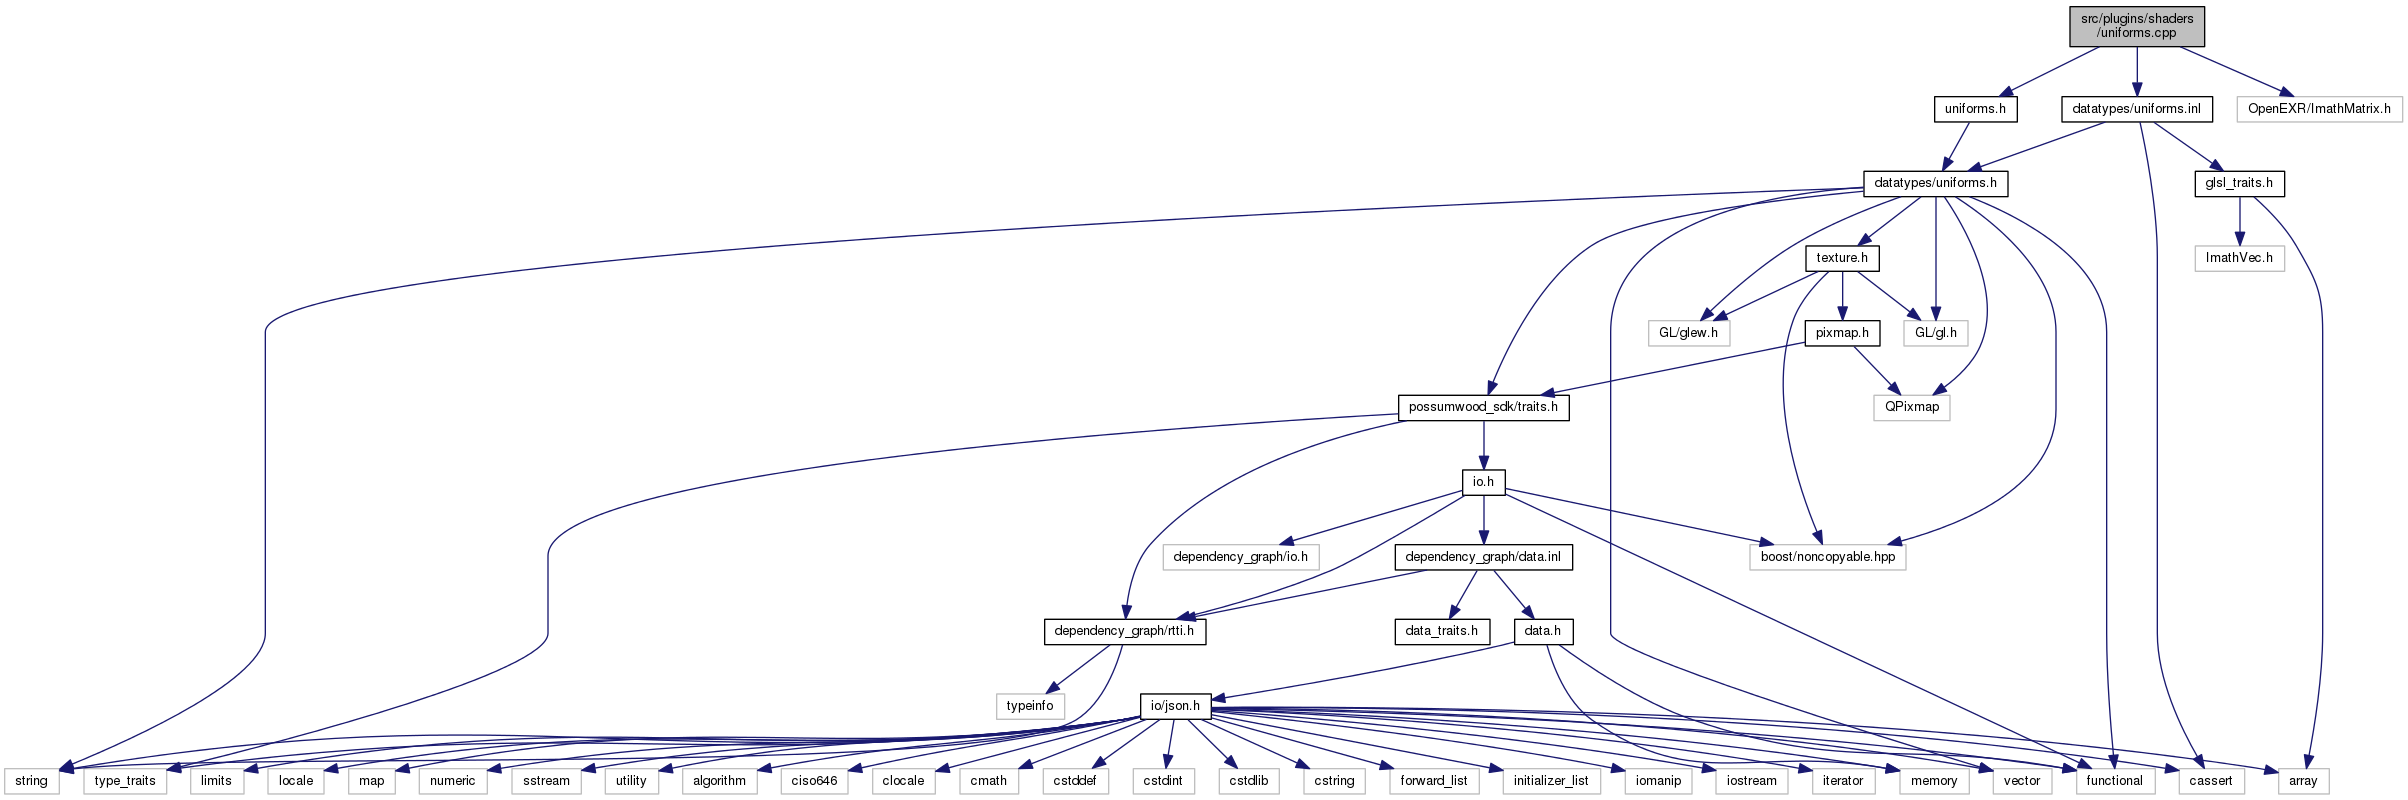 src/plugins/shaders
/uniforms.cpp
uniforms.h
datatypes/uniforms.inl
OpenEXR/ImathMatrix.h
datatypes/uniforms.h
glsl_traits.h
texture.h
ImathVec.h
GL/glew.h
pixmap.h
GL/gl.h
possumwood_sdk/traits.h
QPixmap
io.h
dependency_graph/io.h
dependency_graph/data.inl
boost/noncopyable.hpp
dependency_graph/rtti.h
data_traits.h
data.h
typeinfo
io/json.h
string
type_traits
limits
locale
map
numeric
sstream
utility
algorithm
ciso646
clocale
cmath
cstddef
cstdint
cstdlib
cstring
forward_list
initializer_list
iomanip
iostream
iterator
memory
vector
functional
cassert
array